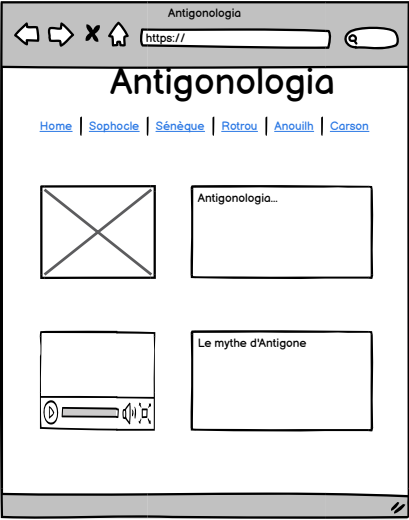 Antigonologia
https://
Antigonologia
Home | Sophocle | Sénèque | Rotrou | Anouilh | Carson
Antigonologia...
Le mythe d'Antigone